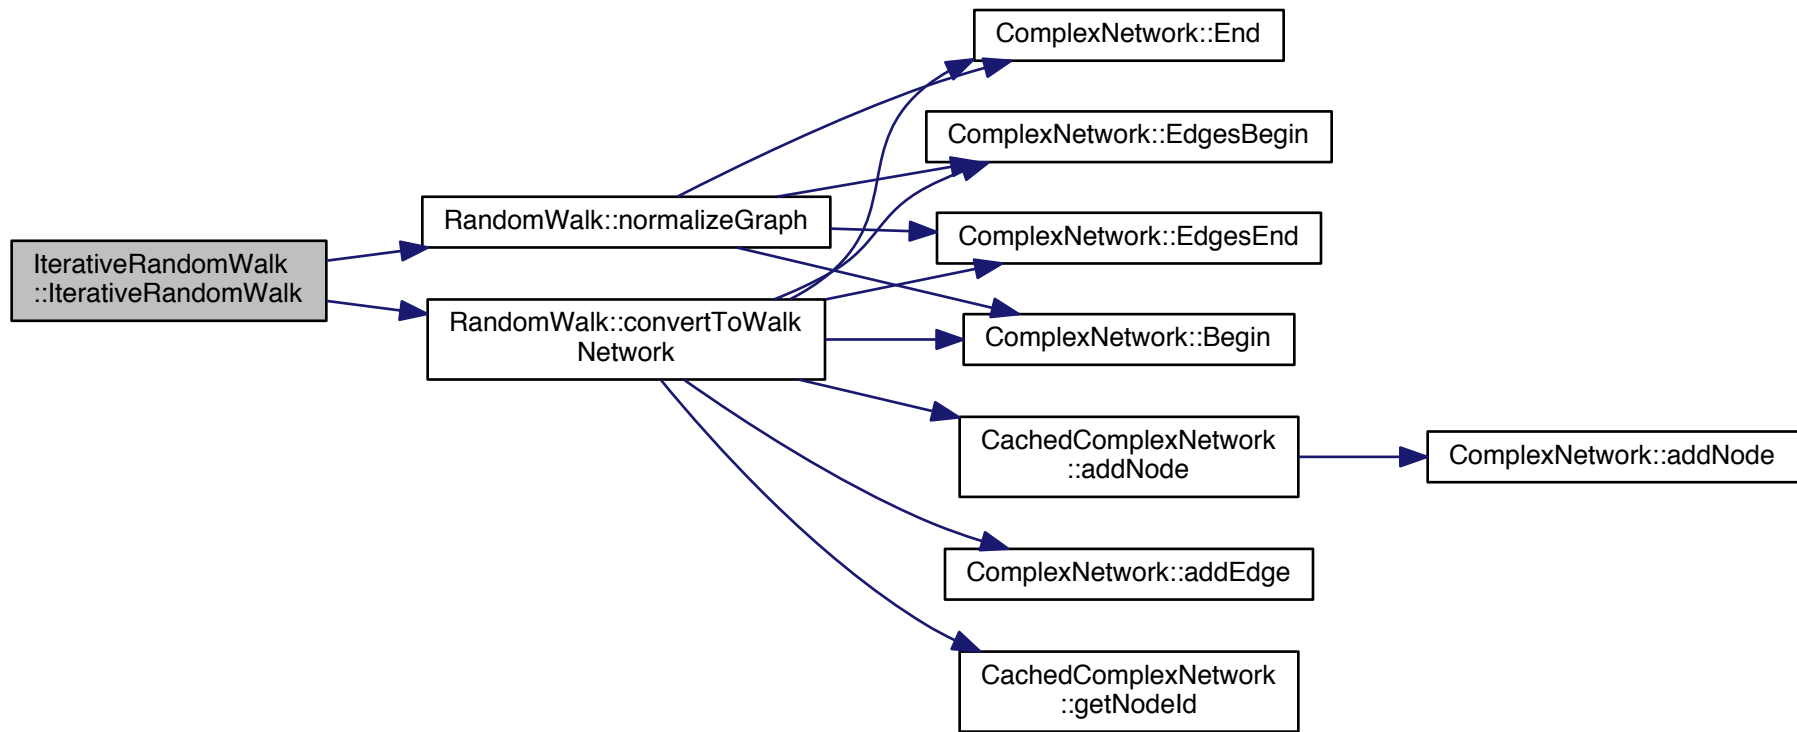 IterativeRandomWalk
::IterativeRandomWalk
RandomWalk::normalizeGraph
RandomWalk::convertToWalk
Network
ComplexNetwork::End
ComplexNetwork::EdgesBegin
ComplexNetwork::EdgesEnd
ComplexNetwork::Begin
CachedComplexNetwork
::addNode
ComplexNetwork::addEdge
CachedComplexNetwork
::getNodeId
ComplexNetwork::addNode